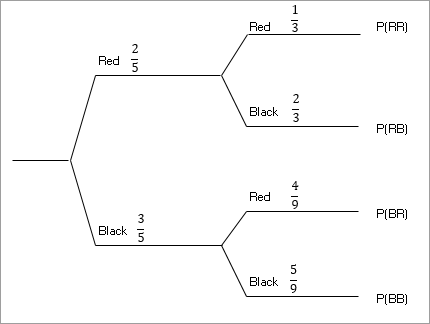 Red 2/5
Red 1/3 P(RR)
Black 2/3 P(RB)
Black 3/5
Red 4/9 P(BR)
Black 5/9 P(BB)